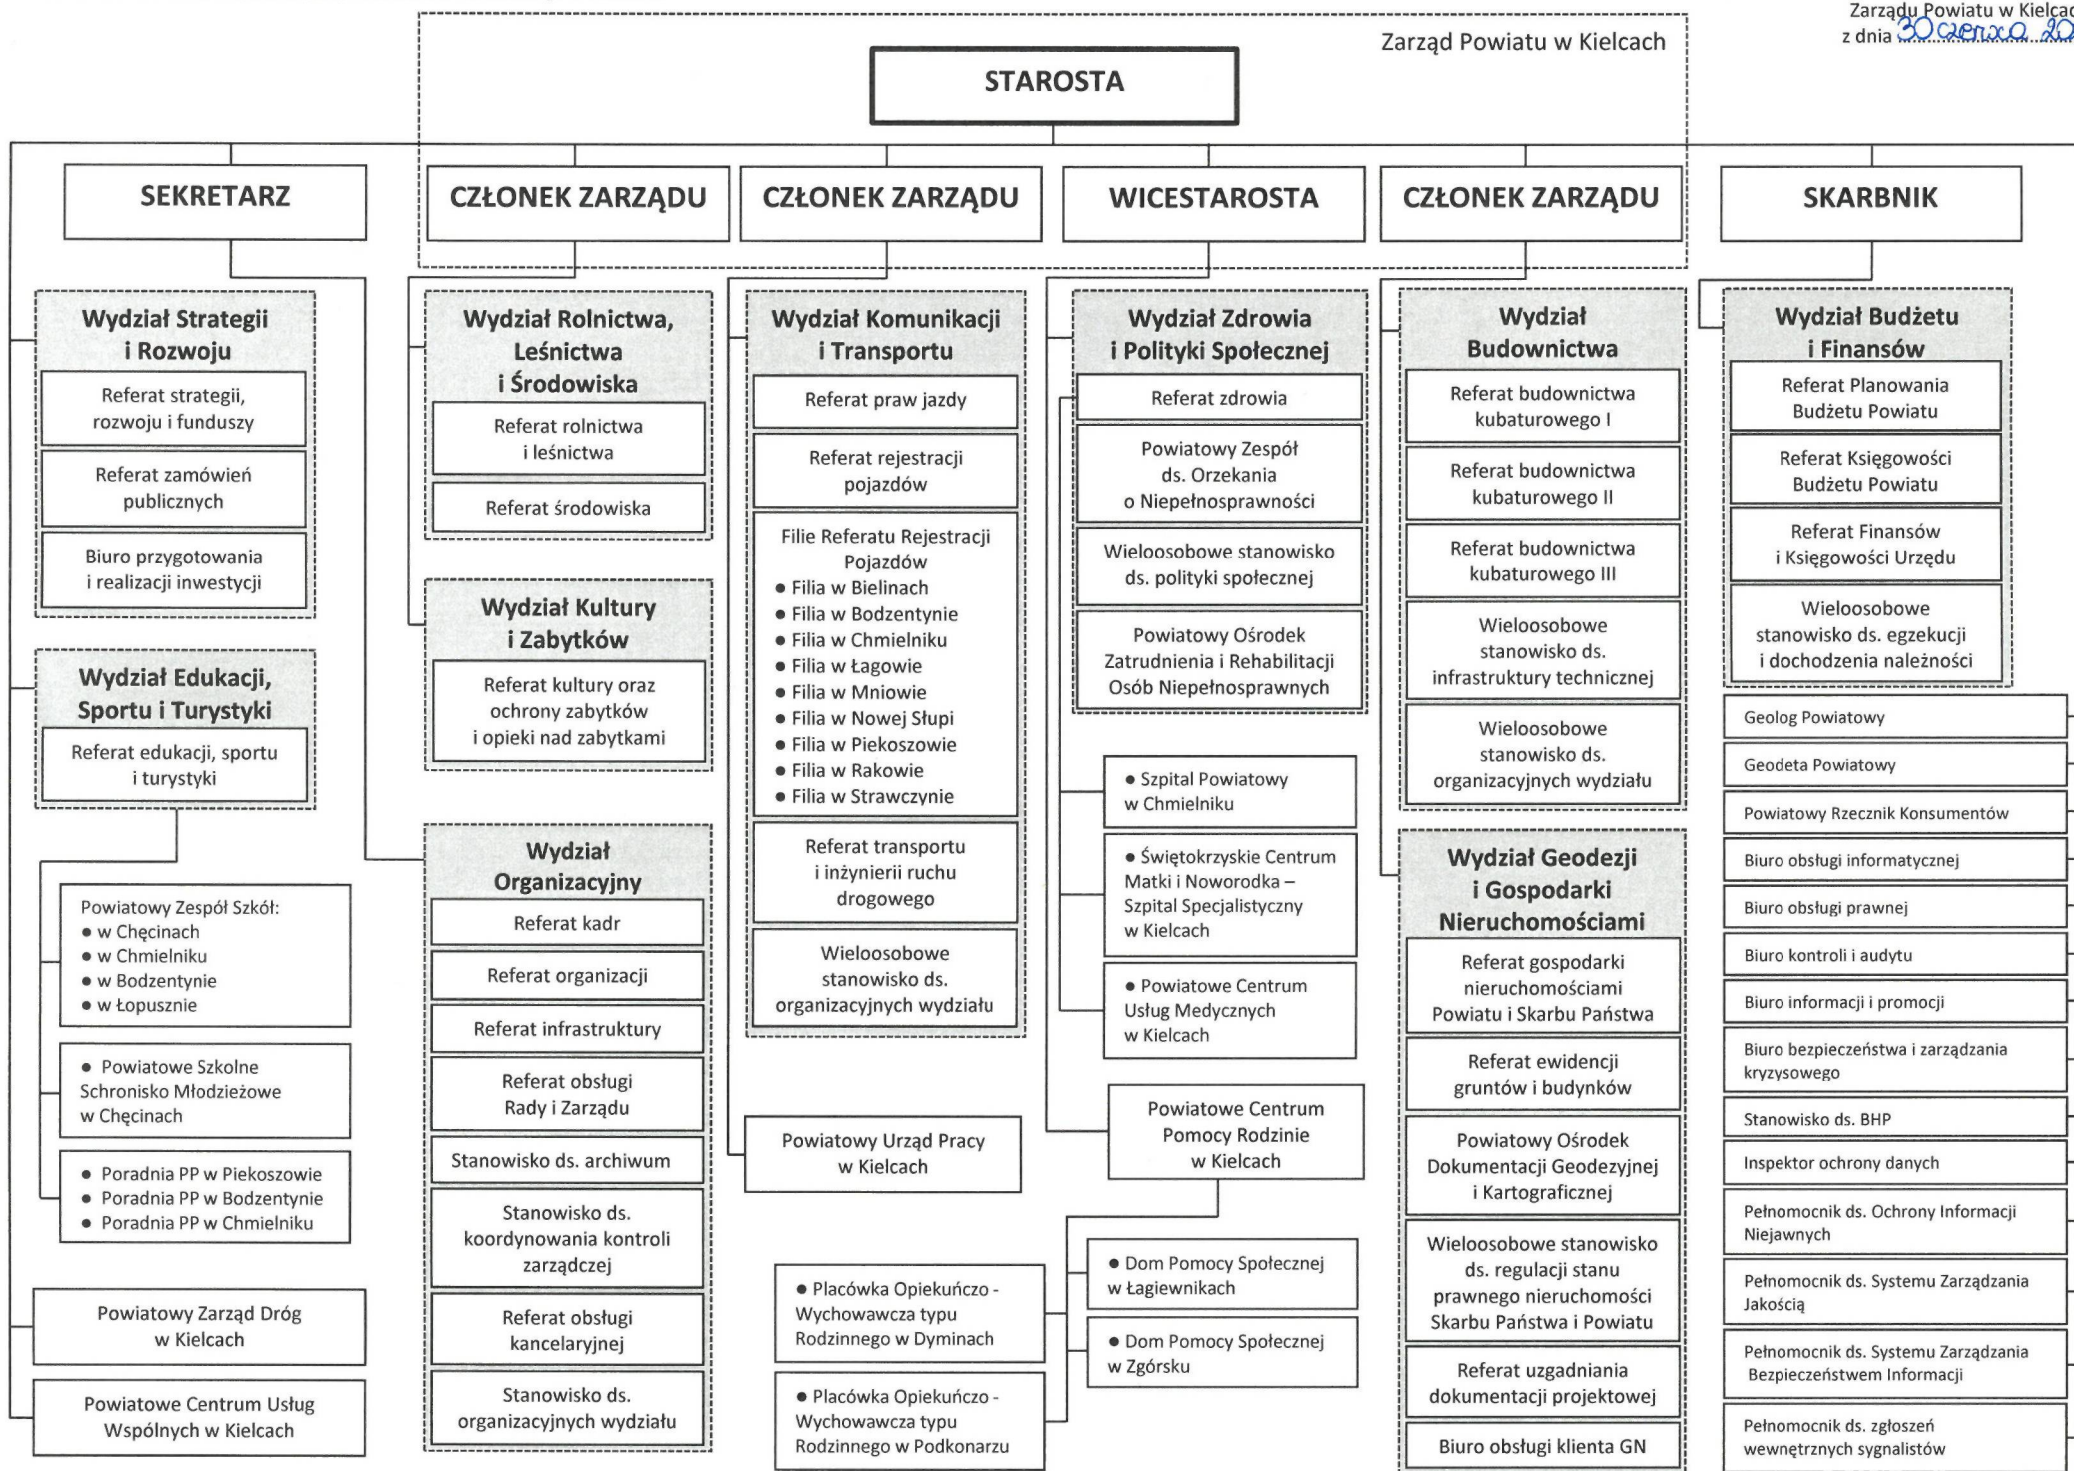 Zarządu Powiatu w
z dnia 30 czerwca
Zarząd Powiatu w Kielcach
STAROSTA
SEKRETARZ
CZŁONEK ZARZĄDU
CZŁONEK ZARZĄDU
WICESTAROSTA
CZŁONEK ZARZĄDU
SKARBNIK
Wydział Strategii
i Rozwoju
Referat strategii,
rozwoju i funduszy
Referat zamówień
publicznych
Biuro przygotowania
i realizacji inwestycji
Wydział Edukacji,
Sportu i Turystyki
Referat edukacji, sportu
i turystyki
Powiatowy Zespół Szkół:
● w Chęcinach
● w Chmielniku
● w Bodzentynie
● w Łopusznie
● Powiatowe Szkolne
Schronisko Młodzieżowe
w Chęcinach
● Poradnia PP w Piekoszowie
● Poradnia PP w Bodzentynie
● Poradnia PP w Chmielniku
Powiatowy Zarząd Dróg
w Kielcach
Powiatowe Centrum Usług
Wspólnych w Kielcach
Wydział Rolnictwa,
Leśnictwa
i Środowiska
Referat rolnictwa
i leśnictwa
Referat środowiska
Wydział Kultury
i Zabytków
Referat kultury oraz
ochrony zabytków
i opieki nad zabytkami
Wydział
Organizacyjny
Referat kadr
Referat organizacji
Referat infrastruktury
Referat obsługi
Rady i Zarządu
Stanowisko ds. archiwum
Stanowisko ds.
koordynowania kontroli
zarządczej
Referat obsługi
kancelaryjnej
Stanowisko ds.
organizacyjnych wydziału
Wydział Komunikacji
i Transportu
Referat praw jazdy
Referat rejestracji
pojazdów
Filie Referatu Rejestracji
Pojazdów
● Filia w Bielinach
● Filia w Bodzentynie
● Filia w Chmielniku
● Filia w Łagowie
● Filia w Mniowie
● Filia w Nowej Słupi
● Filia w Piekoszowie
● Filia w Rakowie
● Filia w Strawczynie
Referat transportu
i inżynierii ruchu
drogowego
Wieloosobowe
stanowisko ds.
organizacyjnych wydziału
Powiatowy Urząd Pracy
w Kielcach
Wydział Zdrowia
i Polityki Społecznej
Referat zdrowia
Powiatowy Zespół
ds. Orzekania
o Niepełnosprawności
Wieloosobowe stanowisko
ds. polityki społecznej
Powiatowy Ośrodek
Zatrudnienia i Rehabilitacji
Osób Niepełnosprawnych
● Szpital Powiatowy
w Chmielniku
● Świętokrzyskie Centrum
Matki i Noworodka –
Szpital Specjalistyczny
w Kielcach
● Powiatowe Centrum
Usług Medycznych
w Kielcach
Powiatowe Centrum
Pomocy Rodzinie
w Kielcach
● Dom Pomocy Społecznej
w Łagiewnikach
● Dom Pomocy Społecznej
w Zgórsku
● Placówka Opiekuńczo -
Wychowawcza typu
Rodzinnego w Dyminach
● Placówka Opiekuńczo -
Wychowawcza typu
Rodzinnego w Podkonarzu
Wydział
Budownictwa
Referat budownictwa
kubaturowego I
Referat budownictwa
kubaturowego II
Referat budownictwa
kubaturowego III
Wieloosobowe
stanowisko ds.
infrastruktury technicznej
Wieloosobowe
stanowisko ds.
organizacyjnych wydziału
Wydział Geodezji
i Gospodarki
Nieruchomościami
Referat gospodarki
nieruchomościami
Powiatu i Skarbu Państwa
Referat ewidencji
gruntów i budynków
Powiatowy Ośrodek
Dokumentacji Geodezyjnej
i Kartograficznej
Wieloosobowe stanowisko
ds. regulacji stanu
prawnego nieruchomości
Skarbu Państwa i Powiatu
Referat uzgadniania
dokumentacji projektowej
Biuro obsługi klienta GN
Wydział Budżetu
i Finansów
Referat Planowania
Budżetu Powiatu
Referat Księgowości
Budżetu Powiatu
Referat Finansów
i Księgowości Urzędu
Wieloosobowe
stanowisko ds. egzekucji
i dochodzenia należności
Geolog Powiatowy
Geodeta Powiatowy
Powiatowy Rzecznik Konsumentów
Biuro obsługi informatycznej
Biuro obsługi prawnej
Biuro kontroli i audytu
Biuro informacji i promocji
Biuro bezpieczeństwa i zarządzania
kryzysowego
Stanowisko ds. BHP
Inspektor ochrony danych
Pełnomocnik ds. Ochrony Informacji
Niejawnych
Pełnomocnik ds. Systemu Zarządzania
Jakością
Pełnomocnik ds. Systemu Zarządzania
Bezpieczeństwem Informacji
Pełnomocnik ds. zgłoszeń
wewnętrznych sygnalistów